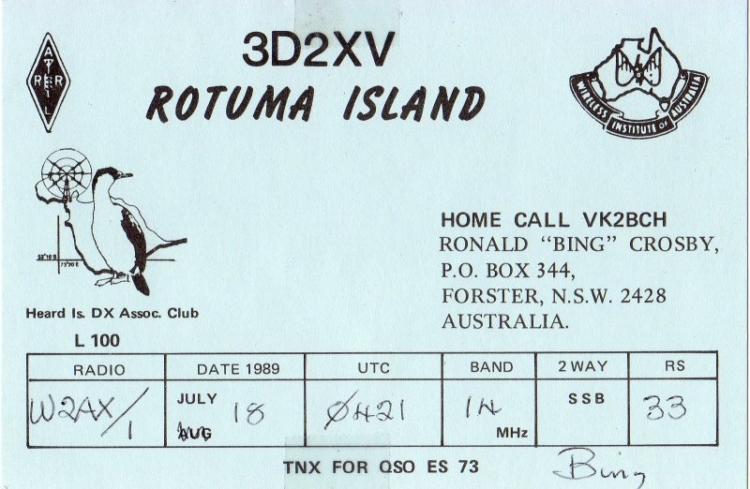 3D2XV
ROTUMA ISLAND
A
R R E R
L
WIRELESS INSTITUTE OF AUSTRALIA
HOME CALL VK2BCH
RONALD “BING” CROSBY,
P.O. BOX 344,
FORSTER, N.S.W. 2428
AUSTRALIA.
Heard Is. DX Assoc. Club
L 100
RADIO DATE 1989 UTC BAND 2 WAY RS
W2AX/1 JULY AUG 18 Ø421 14 MHz SSB 33
TNX FOR QSO ES 73 Bing